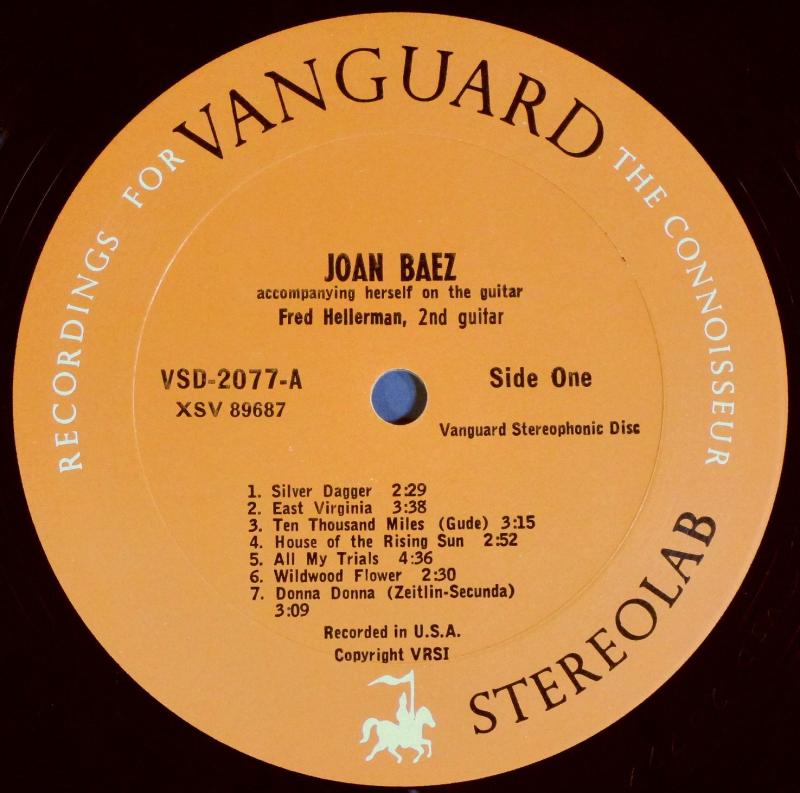 RECORDINGS FOR VANGUARD THE CONNOISSEUR
JOAN BAEZ
accompanying herself on the guitar
Fred Hellerman, 2nd guitar
VSD-2077-A
XSV 89687
Side One
Vanguard Stereophonic Disc
1. Silver Dagger 2:29
2. East Virginia 3:38
3. Ten Thousand Miles (Gude) 3:15
4. House of the Rising Sun 2:52
5. All My Trials 4:36
6. Wildwood Flower 2:30
7. Donna Donna (Zeitlin-Secunda)
3:09
Recorded in U.S.A.
Copyright VRSI
STEREOLAB